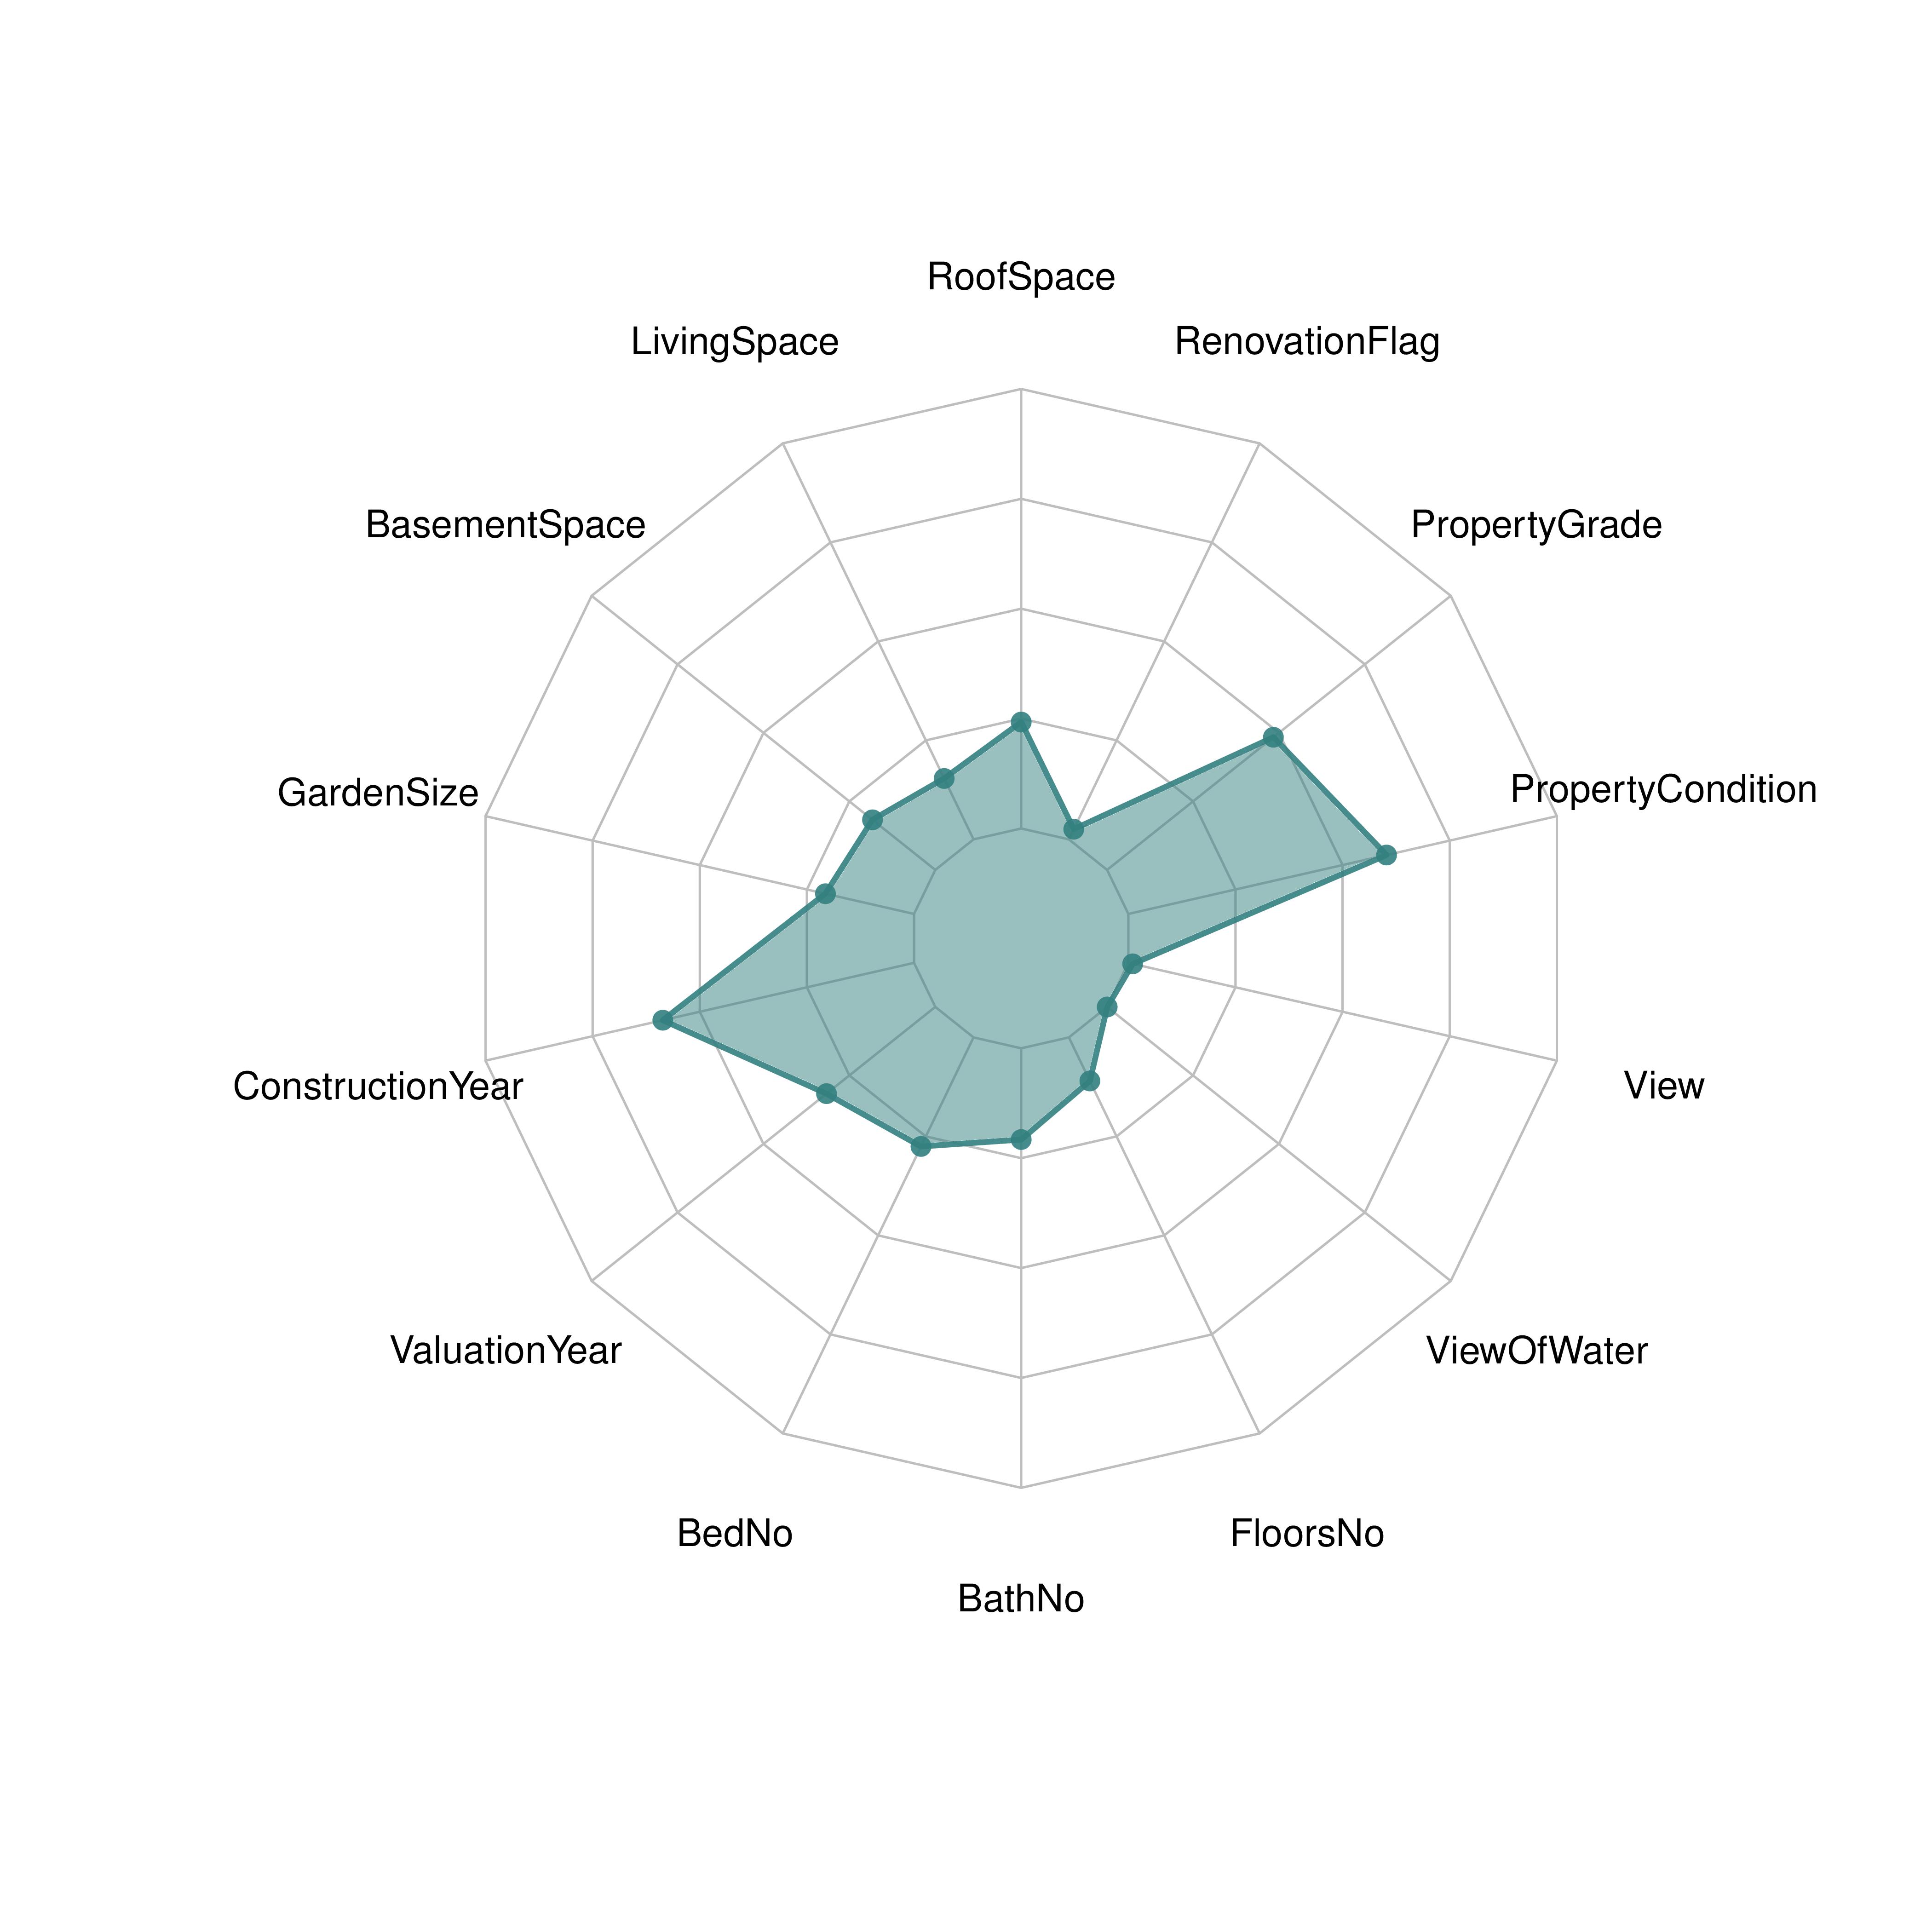 RoofSpace
LivingSpace
RenovationFlag
BasementSpace
PropertyGrade
GardenSize
PropertyCondition
ConstructionYear
View
ValuationYear
ViewOfWater
BedNo
FloorsNo
BathNo